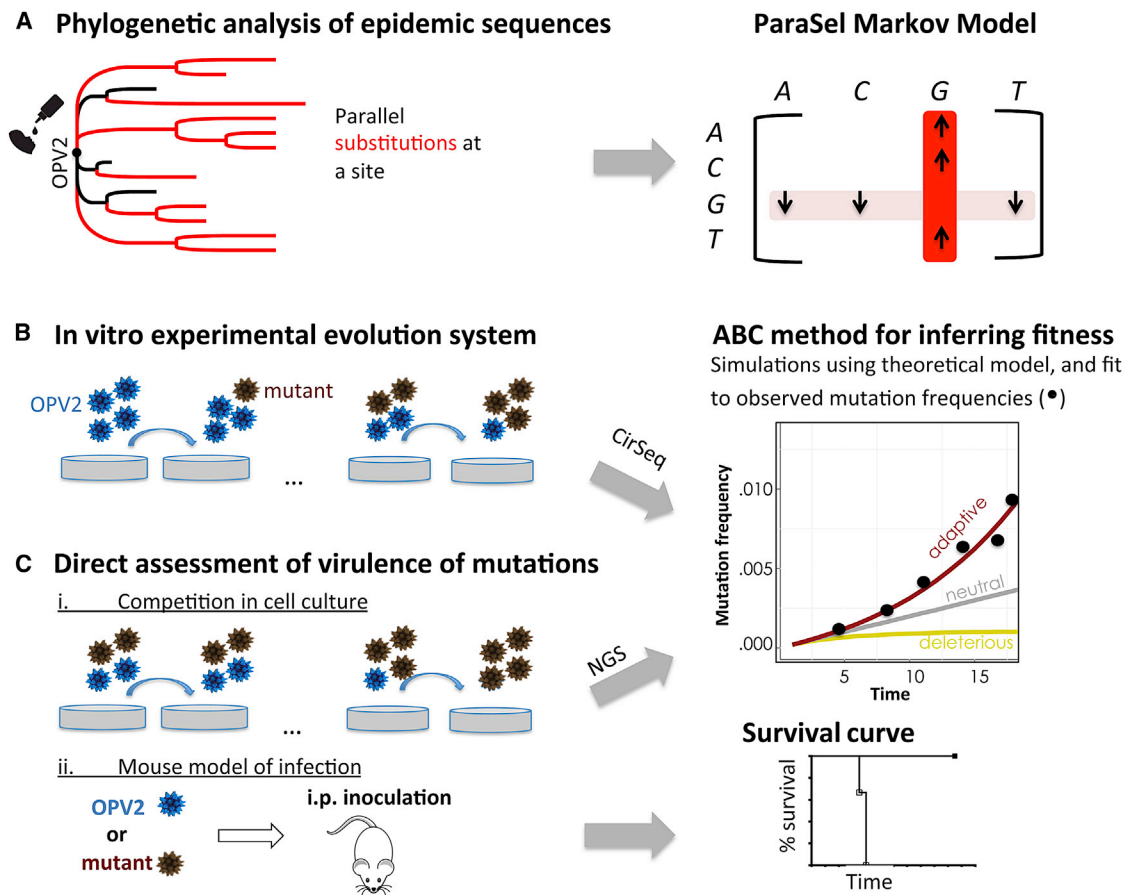 A Phylogenetic analysis of epidemic sequences
OPV2
Parallel
substitutions at
a site
ParaSel Markov Model
A C G T
A
C
G
T
B In vitro experimental evolution system
OPV2
mutant
...
CirSeq
ABC method for inferring fitness
Simulations using theoretical model, and fit
to observed mutation frequencies (●)
Mutation frequency
.010
.005
.000
adaptive
neutral
deleterious
5 10 15
Time
C Direct assessment of virulence of mutations
i. Competition in cell culture
...
NGS
ii. Mouse model of infection
OPV2
or
mutant
i.p. inoculation
Survival curve
% survival
Time